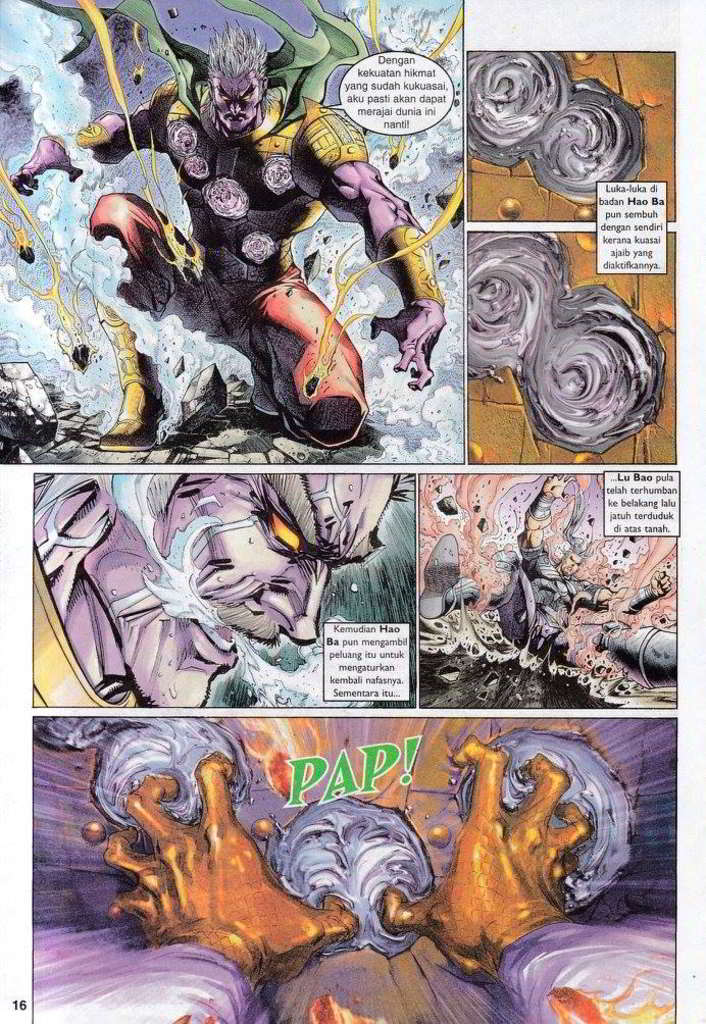 Dengan
kekuatan hikmat
yang sudah kukuasai,
aku pasti akan dapat
merajai dunia ini
nanti!
Luka-luka di
badan Hao Ba
pun sembuh
dengan sendiri
kerana kuasai
ajaib yang
diaktifkannya.
Kemudian Hao
Ba pun mengambil
peluang itu untuk
mengaturkan
kembali nafasnya.
Sementara itu...
...Lu Bao pula
telah terhumban
ke belakang lalu
jatuh terduduk
di atas tanah.
PAP!
16